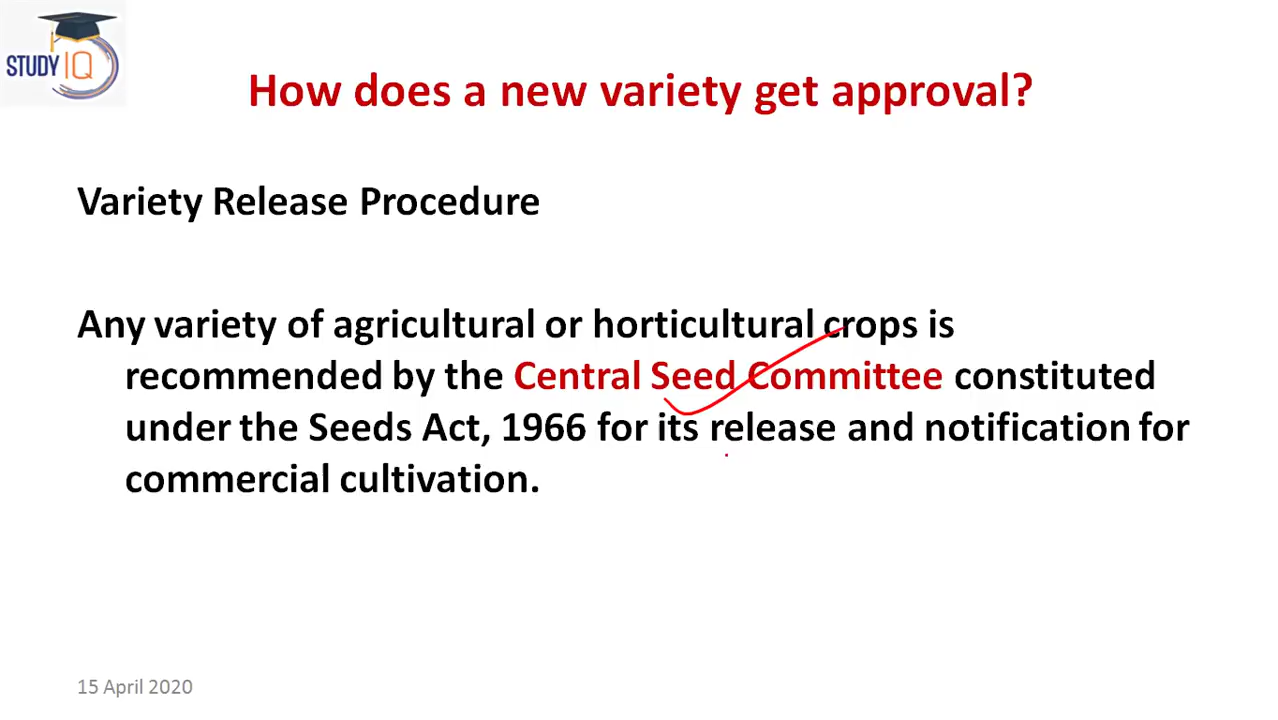 STUDY IQ
How does a new variety get approval?
Variety Release Procedure
Any variety of agricultural or horticultural crops is
recommended by the Central Seed Committee constituted
under the Seeds Act, 1966 for its release and notification for
commercial cultivation.
15 April 2020